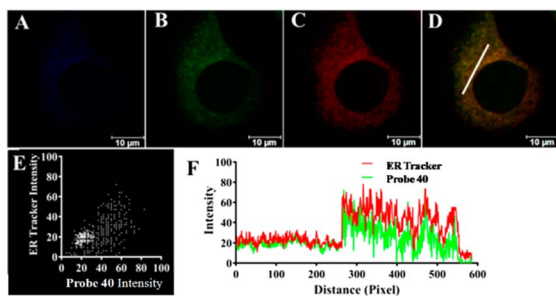 A
B
C
D
10 μm
10 μm
10 μm
10 μm
E
ER Tracker Intensity
100
80
60
40
20
0
0 20 40 60 80 100
Probe 40 Intensity
F
ER Tracker
Probe 40
Intensity
100
80
60
40
20
0
0 100 200 300 400 500 600
Distance (Pixel)